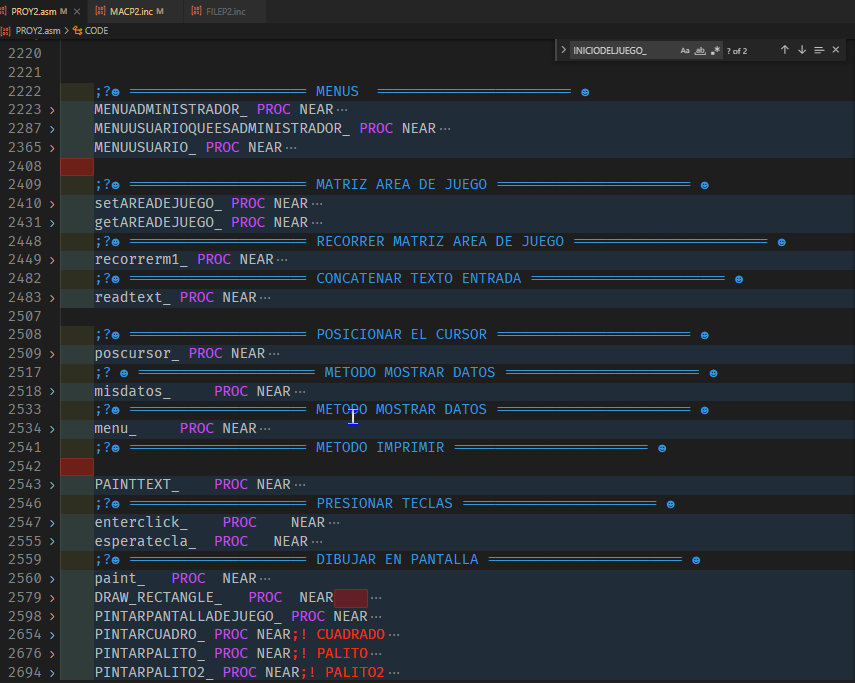 PROY2.asm M × MACP2.inc M FILEP2.inc
PROY2.asm > CODE
INICIODELJUEGO_ Aa ab .* ? of 2
2220
2221
2222 ;?☻ ═════════════════════ MENUS ═══════════════════════ ☻
2223 MENUADMINISTRADOR_ PROC NEAR ···
2287 MENUUSUARIOQUEESADMINISTRADOR_ PROC NEAR ···
2365 MENUUSUARIO_ PROC NEAR ···
2408
2409 ;?☻ ═════════════════════ MATRIZ AREA DE JUEGO ═══════════════════════ ☻
2410 setAREADEJUEGO_ PROC NEAR ···
2431 getAREADEJUEGO_ PROC NEAR ···
2448 ;?☻ ═════════════════════ RECORRER MATRIZ AREA DE JUEGO ═══════════════════════ ☻
2449 recorrerm1_ PROC NEAR ···
2482 ;?☻ ═════════════════════ CONCATENAR TEXTO ENTRADA ═══════════════════════ ☻
2483 readtext_ PROC NEAR ···
2507
2508 ;?☻ ═════════════════════ POSICIONAR EL CURSOR ═══════════════════════ ☻
2509 poscursor_ PROC NEAR ···
2517 ;? ☻ ═════════════════════ METODO MOSTRAR DATOS ═══════════════════════ ☻
2518 misdatos_ PROC NEAR ···
2533 ;?☻ ═════════════════════ METODO MOSTRAR DATOS ═══════════════════════ ☻
2534 menu_ PROC NEAR ···
2541 ;?☻ ═════════════════════ METODO IMPRIMIR ═══════════════════════ ☻
2542
2543 PAINTTEXT_ PROC NEAR ···
2546 ;?☻ ═════════════════════ PRESIONAR TECLAS ═══════════════════════ ☻
2547 enterclick_ PROC NEAR ···
2555 esperatecla_ PROC NEAR ···
2559 ;?☻ ═════════════════════ DIBUJAR EN PANTALLA ═══════════════════════ ☻
2560 paint_ PROC NEAR ···
2579 DRAW_RECTANGLE_ PROC NEAR ···
2598 PINTARPANTALLADEJUEGO_ PROC NEAR ···
2654 PINTARCUADRO_ PROC NEAR;! CUADRADO ···
2676 PINTARPALITO_ PROC NEAR;! PALITO ···
2694 PINTARPALITO2_ PROC NEAR;! PALITO2 ···